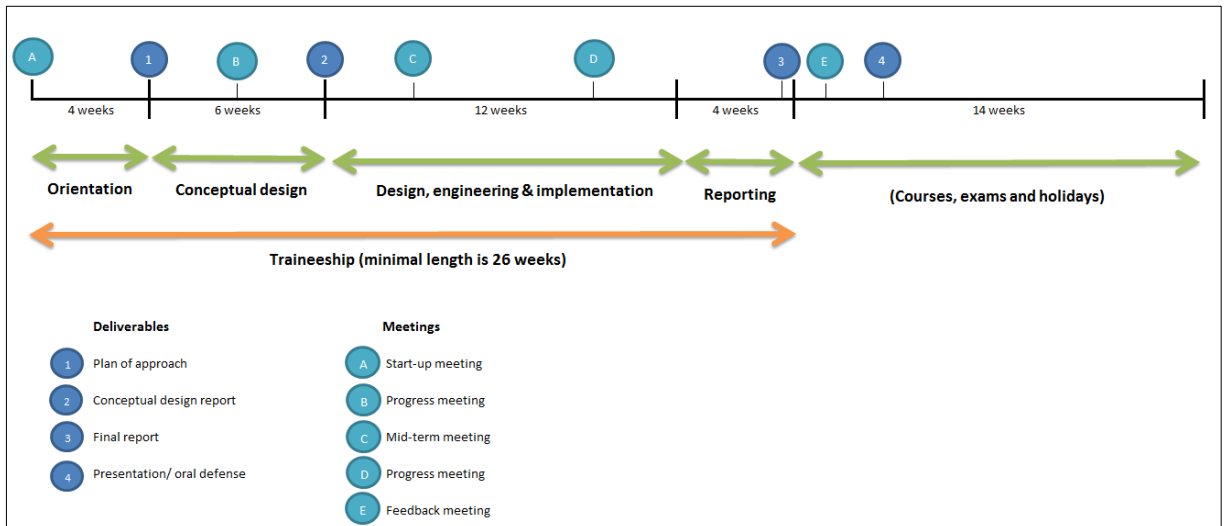 A 1 B 2 C D 3 E 4
4 weeks 6 weeks 12 weeks 4 weeks 14 weeks
Orientation Conceptual design Design, engineering & implementation Reporting (Courses, exams and holidays)
Traineeship (minimal length is 26 weeks)
Deliverables
1 Plan of approach
2 Conceptual design report
3 Final report
4 Presentation/ oral defense
Meetings
A Start-up meeting
B Progress meeting
C Mid-term meeting
D Progress meeting
E Feedback meeting